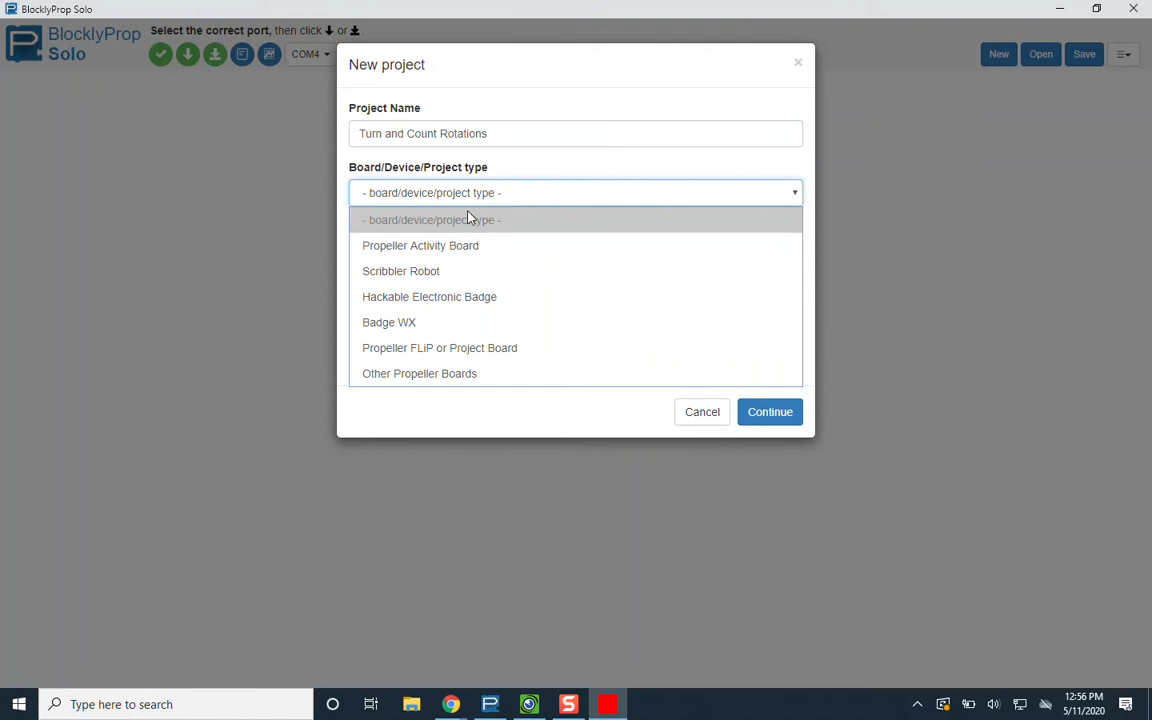 BlocklyProp Solo
BlocklyProp
Solo
Select the correct port, then click or
COM4
New
Open
Save
New project
×
Project Name
Turn and Count Rotations
Board/Device/Project type
- board/device/project type -
- board/device/project type -
Propeller Activity Board
Scribbler Robot
Hackable Electronic Badge
Badge WX
Propeller FLiP or Project Board
Other Propeller Boards
Cancel
Continue
Type here to search
12:56 PM
5/11/2020